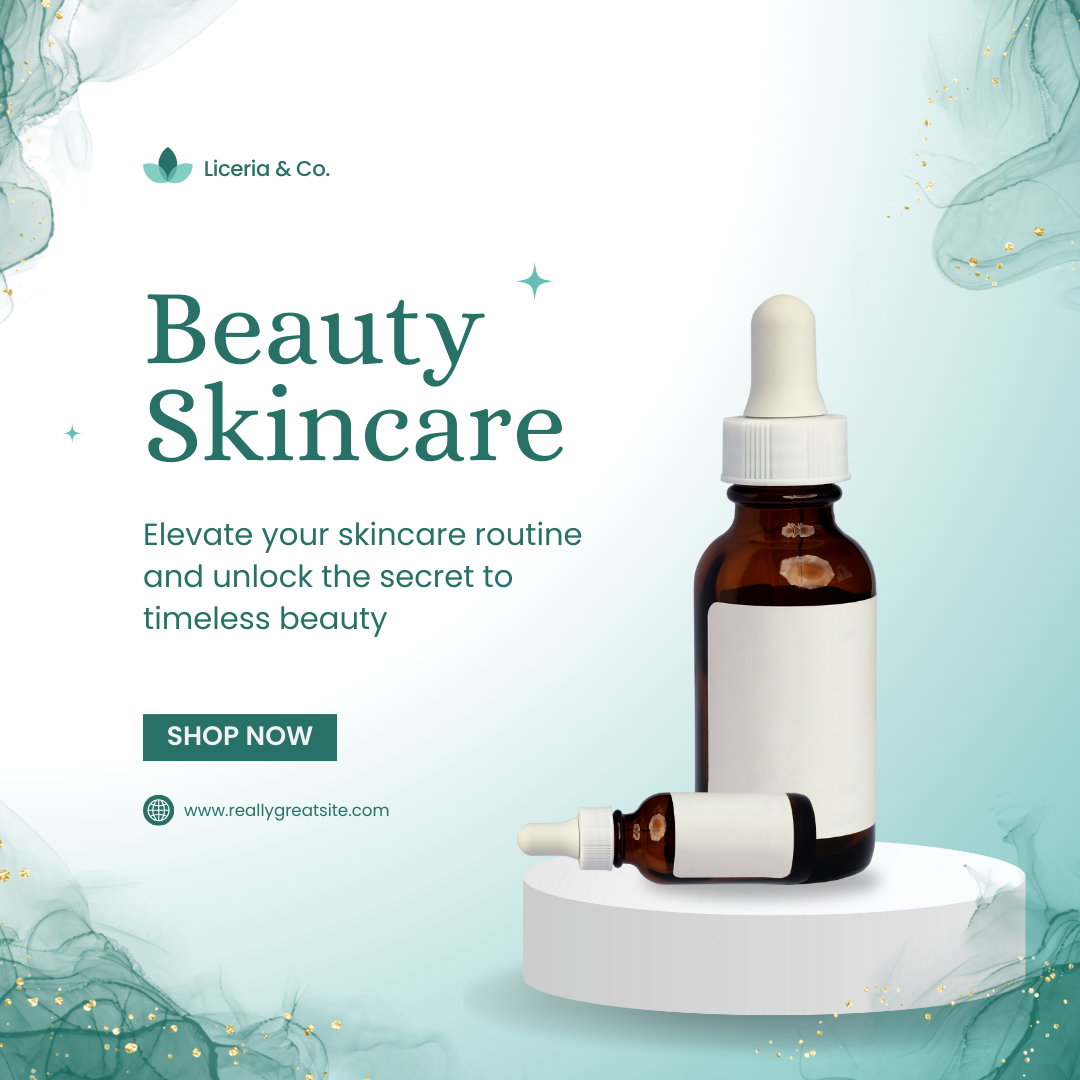 Liceria & Co.
Beauty
Skincare
Elevate your skincare routine
and unlock the secret to
timeless beauty
SHOP NOW
www.reallygreatsite.com